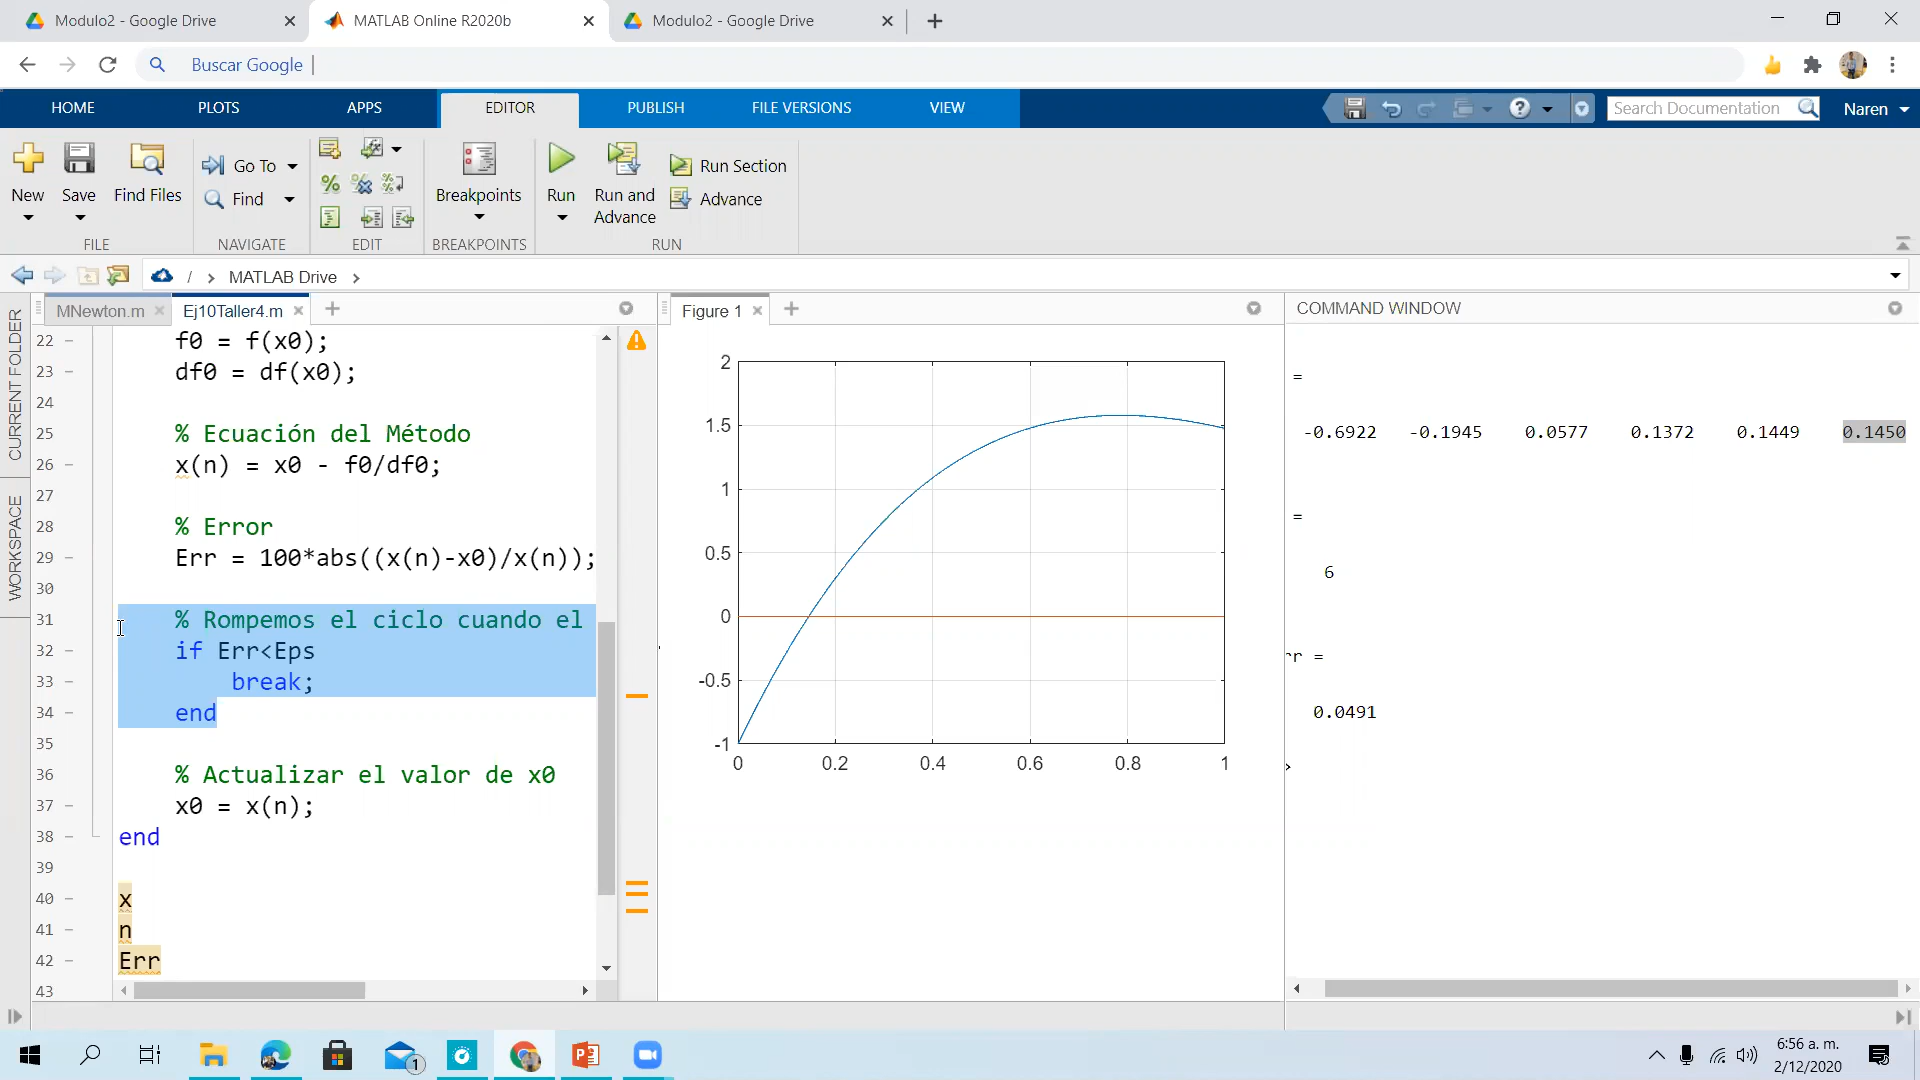 Modulo2 - Google Drive
MATLAB Online R2020b
Modulo2 - Google Drive
Buscar Google
HOME
PLOTS
APPS
EDITOR
PUBLISH
FILE VERSIONS
VIEW
Search Documentation
Naren
New
Save
Find Files
Go To
Find
Breakpoints
Run
Run and
Advance
Run Section
Advance
FILE
NAVIGATE
EDIT
BREAKPOINTS
RUN
/ > MATLAB Drive >
CURRENT FOLDER
WORKSPACE
MNewton.m
Ej10Taller4.m
22 - f0 = f(x0);
23 - df0 = df(x0);
24
25 % Ecuación del Método
26 - x(n) = x0 - f0/df0;
27
28 % Error
29 - Err = 100*abs((x(n)-x0)/x(n));
30
31 % Rompemos el ciclo cuando el
32 - if Err<Eps
33 - break;
34 - end
35
36 % Actualizar el valor de x0
37 - x0 = x(n);
38 - end
39
40 - x
41 - n
42 - Err
43
Figure 1
2
1.5
1
0.5
0
-0.5
-1
0 0.2 0.4 0.6 0.8 1
COMMAND WINDOW
=
-0.6922 -0.1945 0.0577 0.1372 0.1449 0.1450
=
6
rr =
0.0491
>
1
6:56 a. m.
2/12/2020